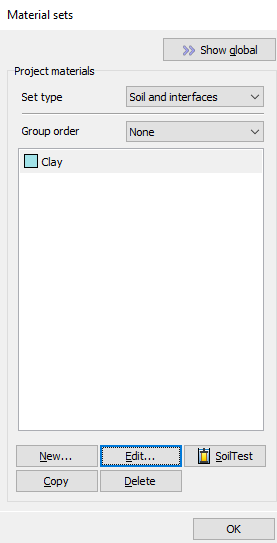 Material sets
Show global
Project materials
Set type Soil and interfaces
Group order None
Clay
New... Edit... SoilTest
Copy Delete
OK